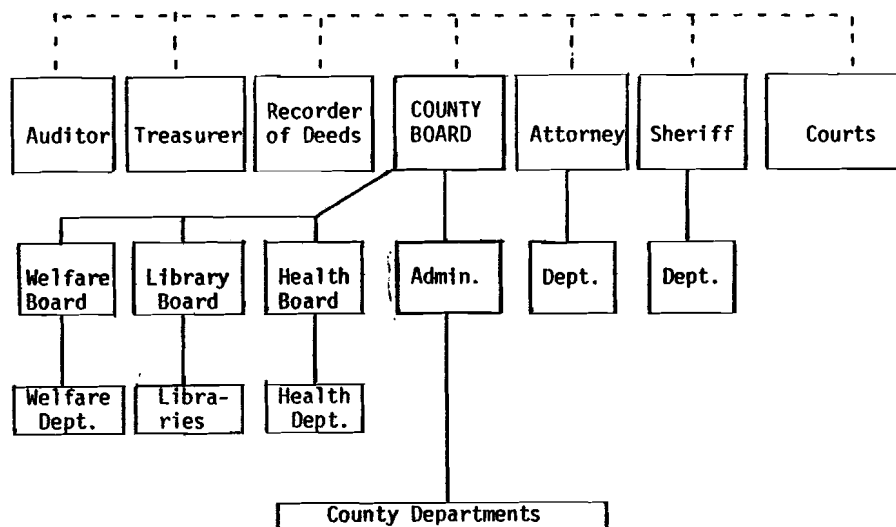 Auditor
Treasurer
Recorder
of Deeds
COUNTY
BOARD
Attorney
Sheriff
Courts
Welfare
Board
Library
Board
Health
Board
Admin.
Dept.
Dept.
Welfare
Dept.
Libra-
ries
Health
Dept.
County Departments